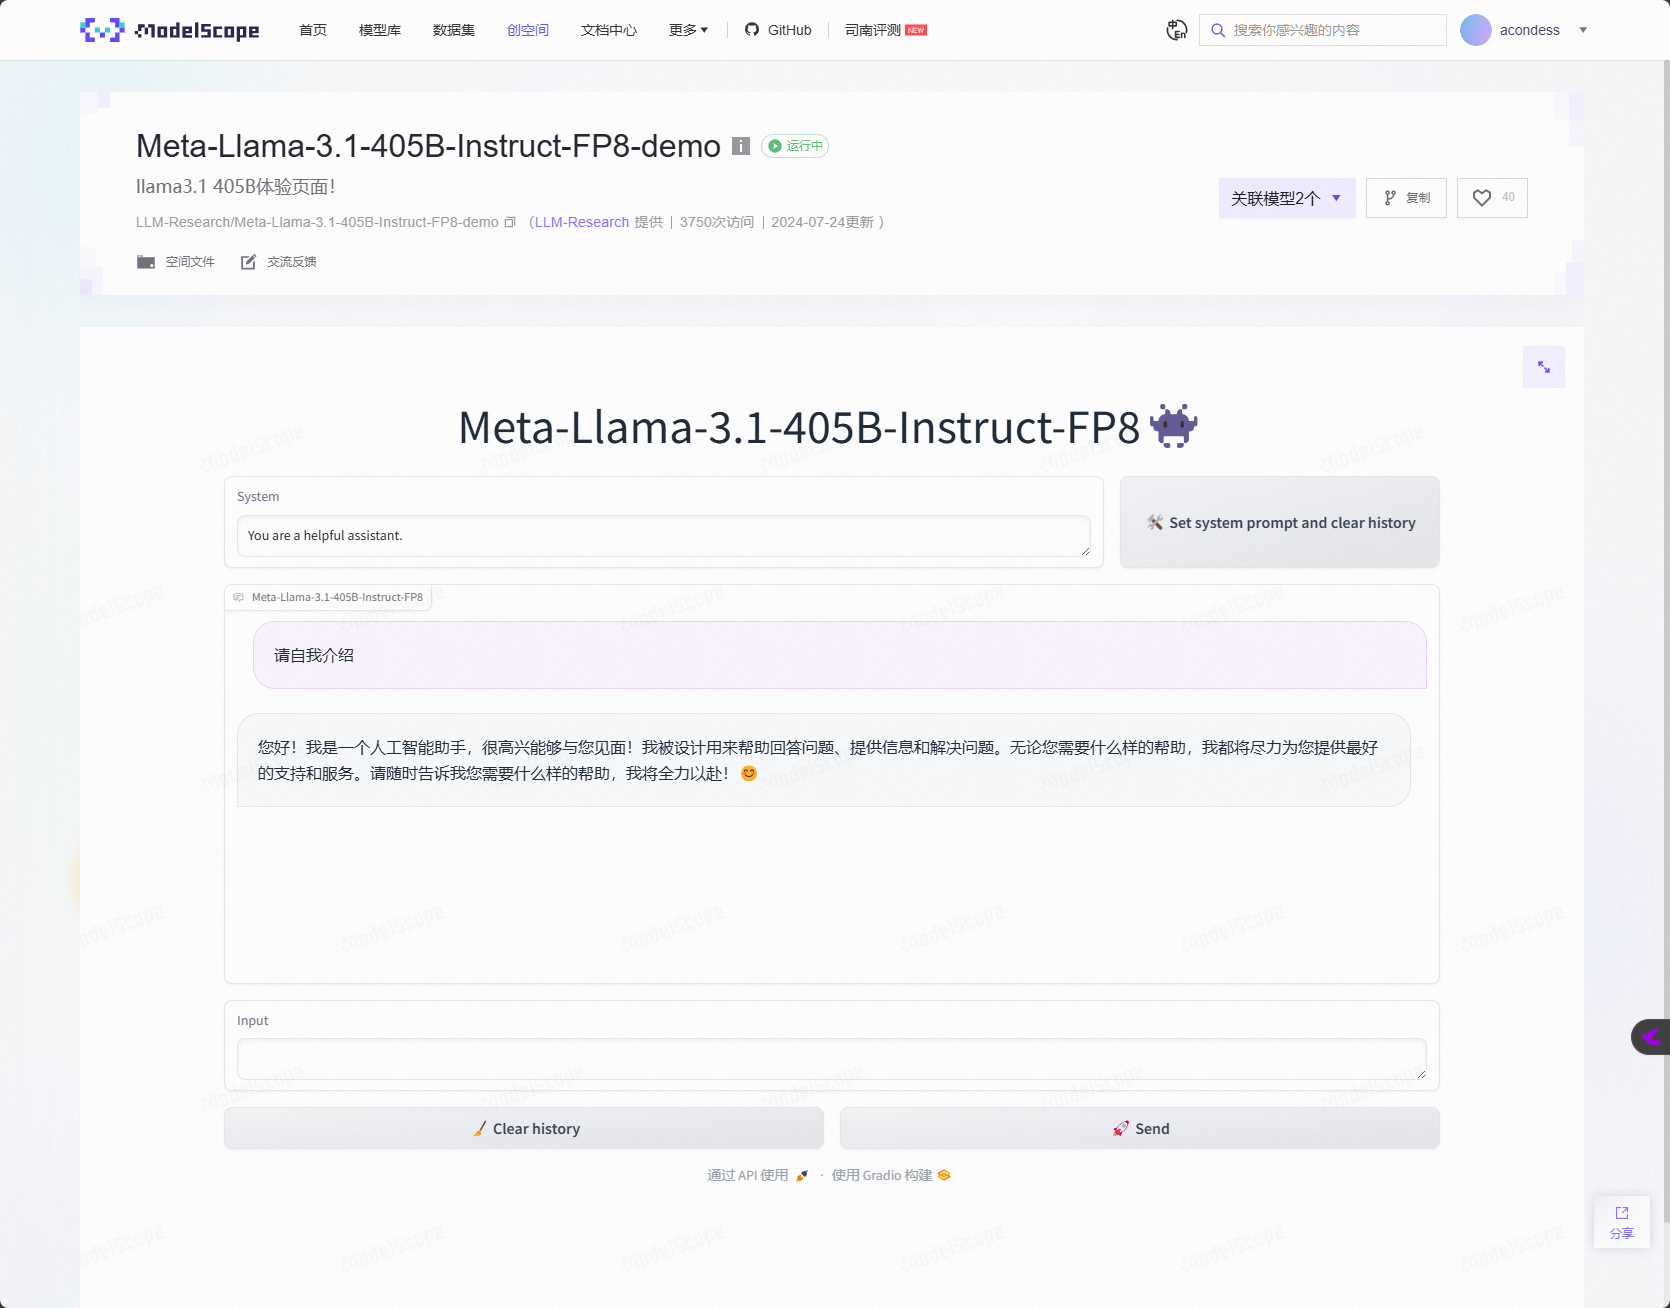 ModelScope
首页 模型库 数据集 创空间 文档中心 更多 GitHub 司南评测 NEW
搜索你感兴趣的内容
acondess
Meta-Llama-3.1-405B-Instruct-FP8-demo 运行中
llama3.1 405B体验页面!
LLM-Research/Meta-Llama-3.1-405B-Instruct-FP8-demo (LLM-Research 提供 | 3750次访问 | 2024-07-24更新 )
关联模型2个 复制 40
空间文件 交流反馈
Meta-Llama-3.1-405B-Instruct-FP8
System
You are a helpful assistant.
🛠 Set system prompt and clear history
Meta-Llama-3.1-405B-Instruct-FP8
请自我介绍
您好！我是一个人工智能助手，很高兴能够与您见面！我被设计用来帮助回答问题、提供信息和解决问题。无论您需要什么样的帮助，我都将尽力为您提供最好
的支持和服务。请随时告诉我您需要什么样的帮助，我将全力以赴！😊
Input
🧹 Clear history
🚀 Send
通过 API 使用 · 使用 Gradio 构建
分享